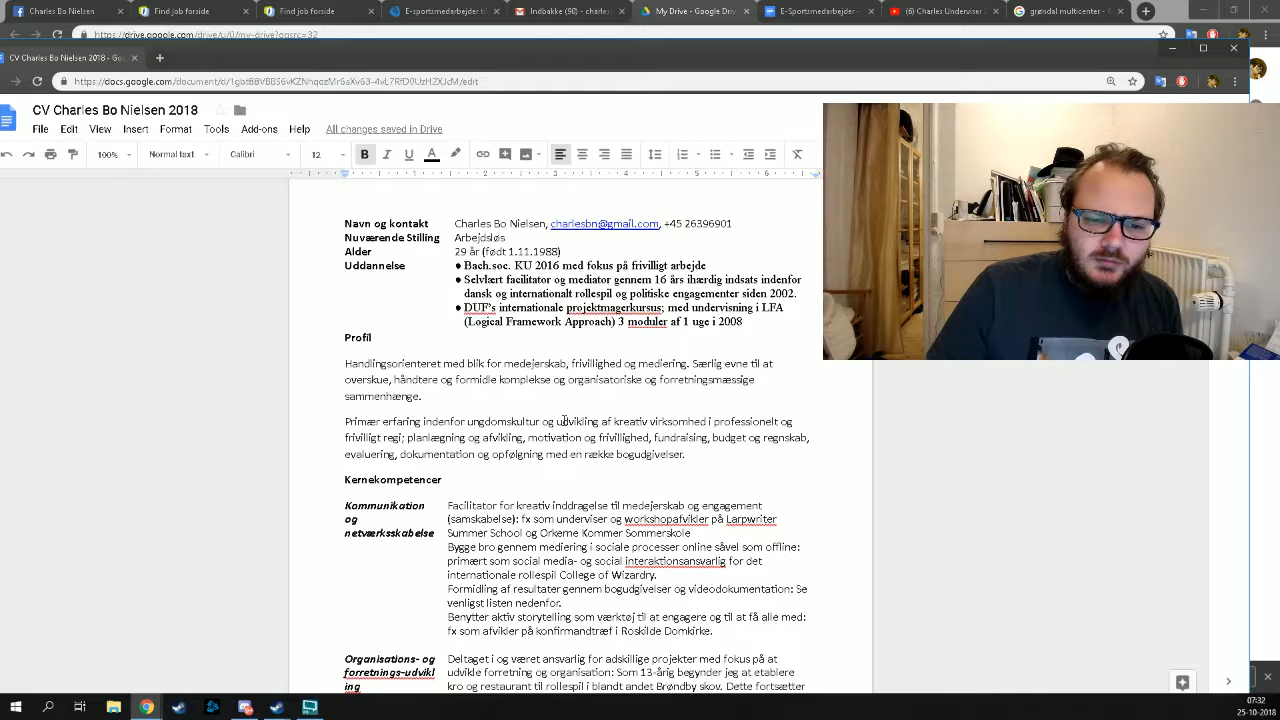 Find job forside
Find job forside
E-sportsmedarbejder til
Indbakke (90) - charles
My Drive - Google Drive
E-Sportsmedarbejder -
(6) Charles Underviser
grøndal multicenter - G
https://drive.google.com/drive/u/0/my-drive?ogsrc=32
CV Charles Bo Nielsen 2018 - Go
CV Charles Bo Nielsen 2018
File Edit View Insert Format Tools Add-ons Help All changes saved in Drive
100% Normal text Calibri 12
Navn og kontakt Charles Bo Nielsen, charlesbn@gmail.com, +45 26396901
Nuværende Stilling Arbejdsløs
Alder 29 år (født 1.11.1988)
Uddannelse ● Bach.soc. KU 2016 med fokus på frivilligt arbejde
● Selvlært facilitator og mediator gennem 16 års ihærdig indsats indenfor
dansk og internationalt rollespil og politiske engagementer siden 2002.
● DUF's internationale projektmagerkursus; med undervisning i LFA
(Logical Framework Approach) 3 moduler af 1 uge i 2008
Profil
Handlingsorienteret med blik for medejerskab, frivillighed og mediering. Særlig evne til at
overskue, håndtere og formidle komplekse og organisatoriske og forretningsmæssige
sammenhænge.
Primær erfaring indenfor ungdomskultur og udvikling af kreativ virksomhed i professionelt og
frivilligt regi; planlægning og afvikling, motivation og frivillighed, fundraising, budget og regnskab,
evaluering, dokumentation og opfølgning med en række bogudgivelser.
Kernekompetencer
Kommunikation Facilitator for kreativ inddragelse til medejerskab og engagement
og (samskabelse): fx som underviser og workshopafvikler på Larpwriter
netværksskabelse Summer School og Orkerne Kommer Sommerskole
Bygge bro gennem mediering i sociale processer online såvel som offline:
primært som social media- og social interaktionsansvarlig for det
internationale rollespil College of Wizardry.
Formidling af resultater gennem bogudgivelser og videodokumentation: Se
venligst listen nedenfor.
Benytter aktiv storytelling som værktøj til at engagere og til at få alle med:
fx som afvikler på konfirmandtræf i Roskilde Domkirke.
Organisations- og Deltaget i og været ansvarlig for adskillige projekter med fokus på at
forretnings-udvikl udvikle forretning og organisation: Som 13-årig begynder jeg at etablere
ing kro og restaurant til rollespil i blandt andet Brøndby skov. Dette fortsætter
07:32
25-10-2018